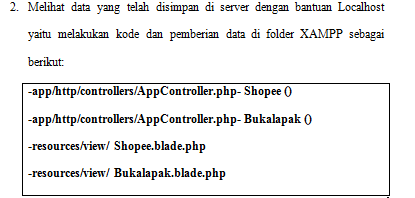 2. Melihat data yang telah disimpan di server dengan bantuan Localhost
yaitu melakukan kode dan pemberian data di folder XAMPP sebagai
berikut:
-app/http/controllers/AppController.php- Shopee ()
-app/http/controllers/AppController.php- Bukalapak ()
-resources/view/ Shopee.blade.php
-resources/view/ Bukalapak.blade.php